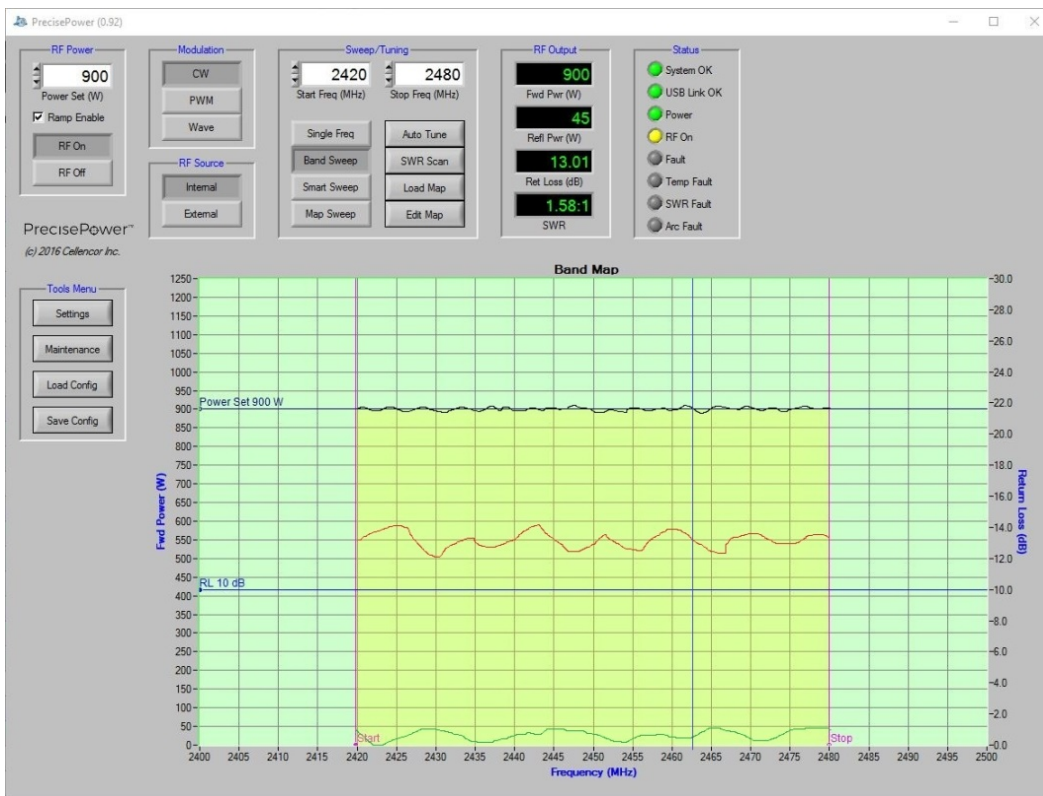 PrecisePower (0.92)
RF Power
900
Power Set (W)
Ramp Enable
RF On
RF Off
Modulation
CW
PWM
Wave
RF Source
Internal
External
Sweep/Tuning
2420
2480
Start Freq (MHz)
Stop Freq (MHz)
Single Freq
Auto Tune
Band Sweep
SWR Scan
Smart Sweep
Load Map
Map Sweep
Edit Map
RF Output
900
Fwd Pwr (W)
45
Refl Pwr (W)
13.01
Ret Loss (dB)
1.58:1
SWR
Status
System OK
USB Link OK
Power
RF On
Fault
Temp Fault
SWR Fault
Arc Fault
PrecisePower™
(c) 2016 Cellencor Inc.
Tools Menu
Settings
Maintenance
Load Config
Save Config
Band Map
Fwd Power (W)
1250
1200
1150
1100
1050
1000
950
900
850
800
750
700
650
600
550
500
450
400
350
300
250
200
150
100
50
0
Power Set 900 W
RL 10 dB
Start
Stop
30.0
28.0
26.0
24.0
22.0
20.0
18.0
16.0
14.0
12.0
10.0
8.0
6.0
4.0
2.0
0.0
Return Loss (dB)
2400 2405 2410 2415 2420 2425 2430 2435 2440 2445 2450 2455 2460 2465 2470 2475 2480 2485 2490 2495 2500
Frequency (MHz)